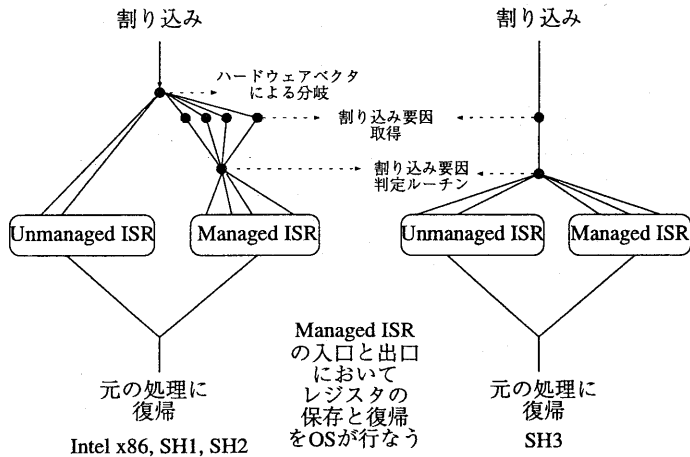 割り込み
割り込み
ハードウェアベクタ
による分岐
割り込み要因
取得
割り込み要因
判定ルーチン
Unmanaged ISR
Managed ISR
Unmanaged ISR
Managed ISR
Managed ISR
の入口と出口
において
レジスタの
保存と復帰
をOSが行なう
元の処理に
復帰
Intel x86, SH1, SH2
元の処理に
復帰
SH3